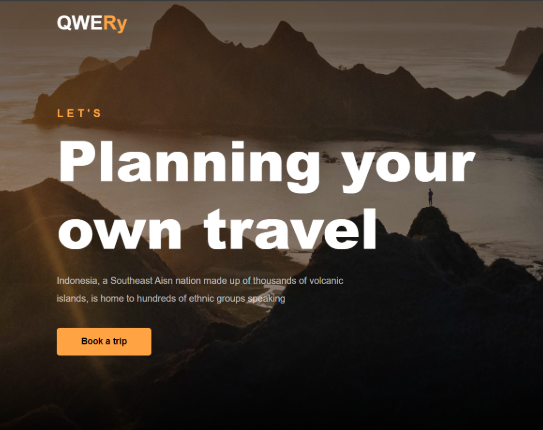 QWERy
LET'S
Planning your
own travel
Indonesia, a Southeast Aisn nation made up of thousands of volcanic
islands, is home to hundreds of ethnic groups speaking
Book a trip